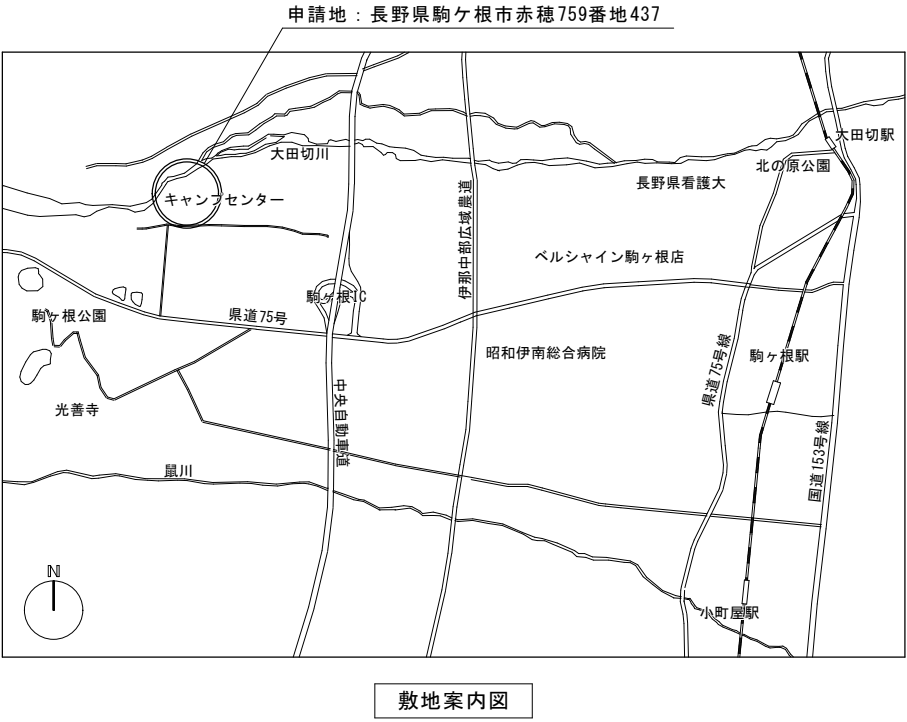 申請地：長野県駒ケ根市赤穂759番地437
大田切駅
大田切川
北の原公園
長野県看護大
キャンプセンター
伊那中部広域農道
ベルシャイン駒ヶ根店
駒ヶ根IC
県道75号
駒ヶ根公園
昭和伊南総合病院
県道75号線
駒ヶ根駅
光善寺
中央自動車道
国道153号線
鼠川
N
小町屋駅
敷地案内図